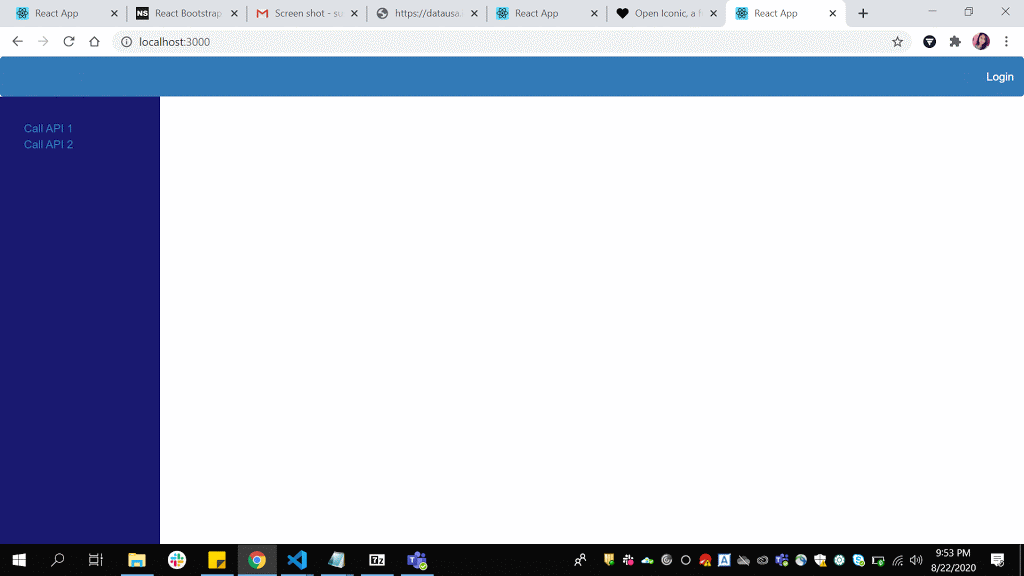 React App
NS React Bootstrap
Screen shot - su
https://datausa.
React App
Open Iconic, a f
React App
localhost:3000
Login
Call API 1
Call API 2
9:53 PM
8/22/2020